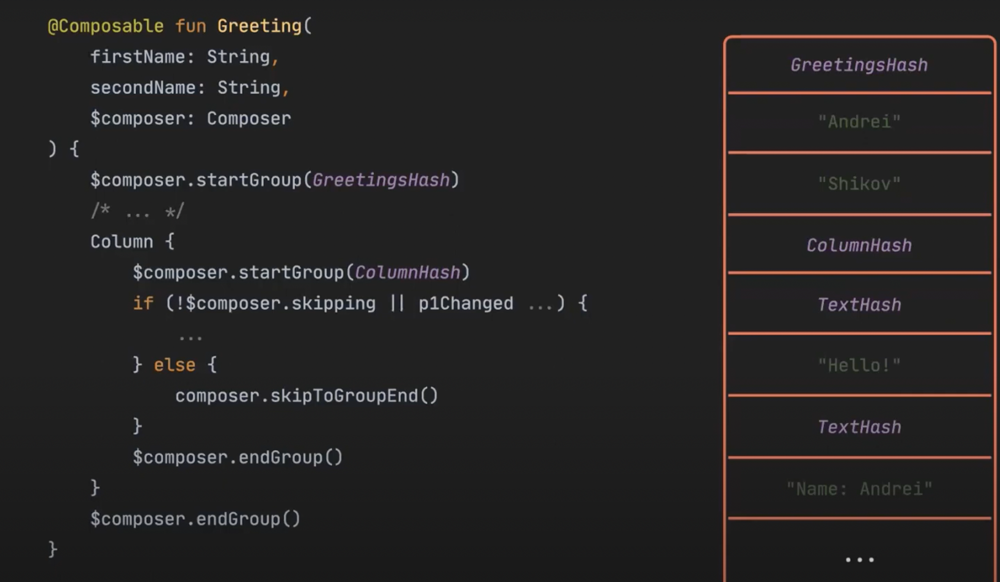 @Composable fun Greeting(
firstName: String,
secondName: String,
$composer: Composer
) {
$composer.startGroup(GreetingsHash)
/* ... */
Column {
$composer.startGroup(ColumnHash)
if (!$composer.skipping || p1Changed ...) {
...
} else {
composer.skipToGroupEnd()
}
$composer.endGroup()
}
$composer.endGroup()
}
GreetingsHash
"Andrei"
"Shikov"
ColumnHash
TextHash
"Hello!"
TextHash
"Name: Andrei"
...